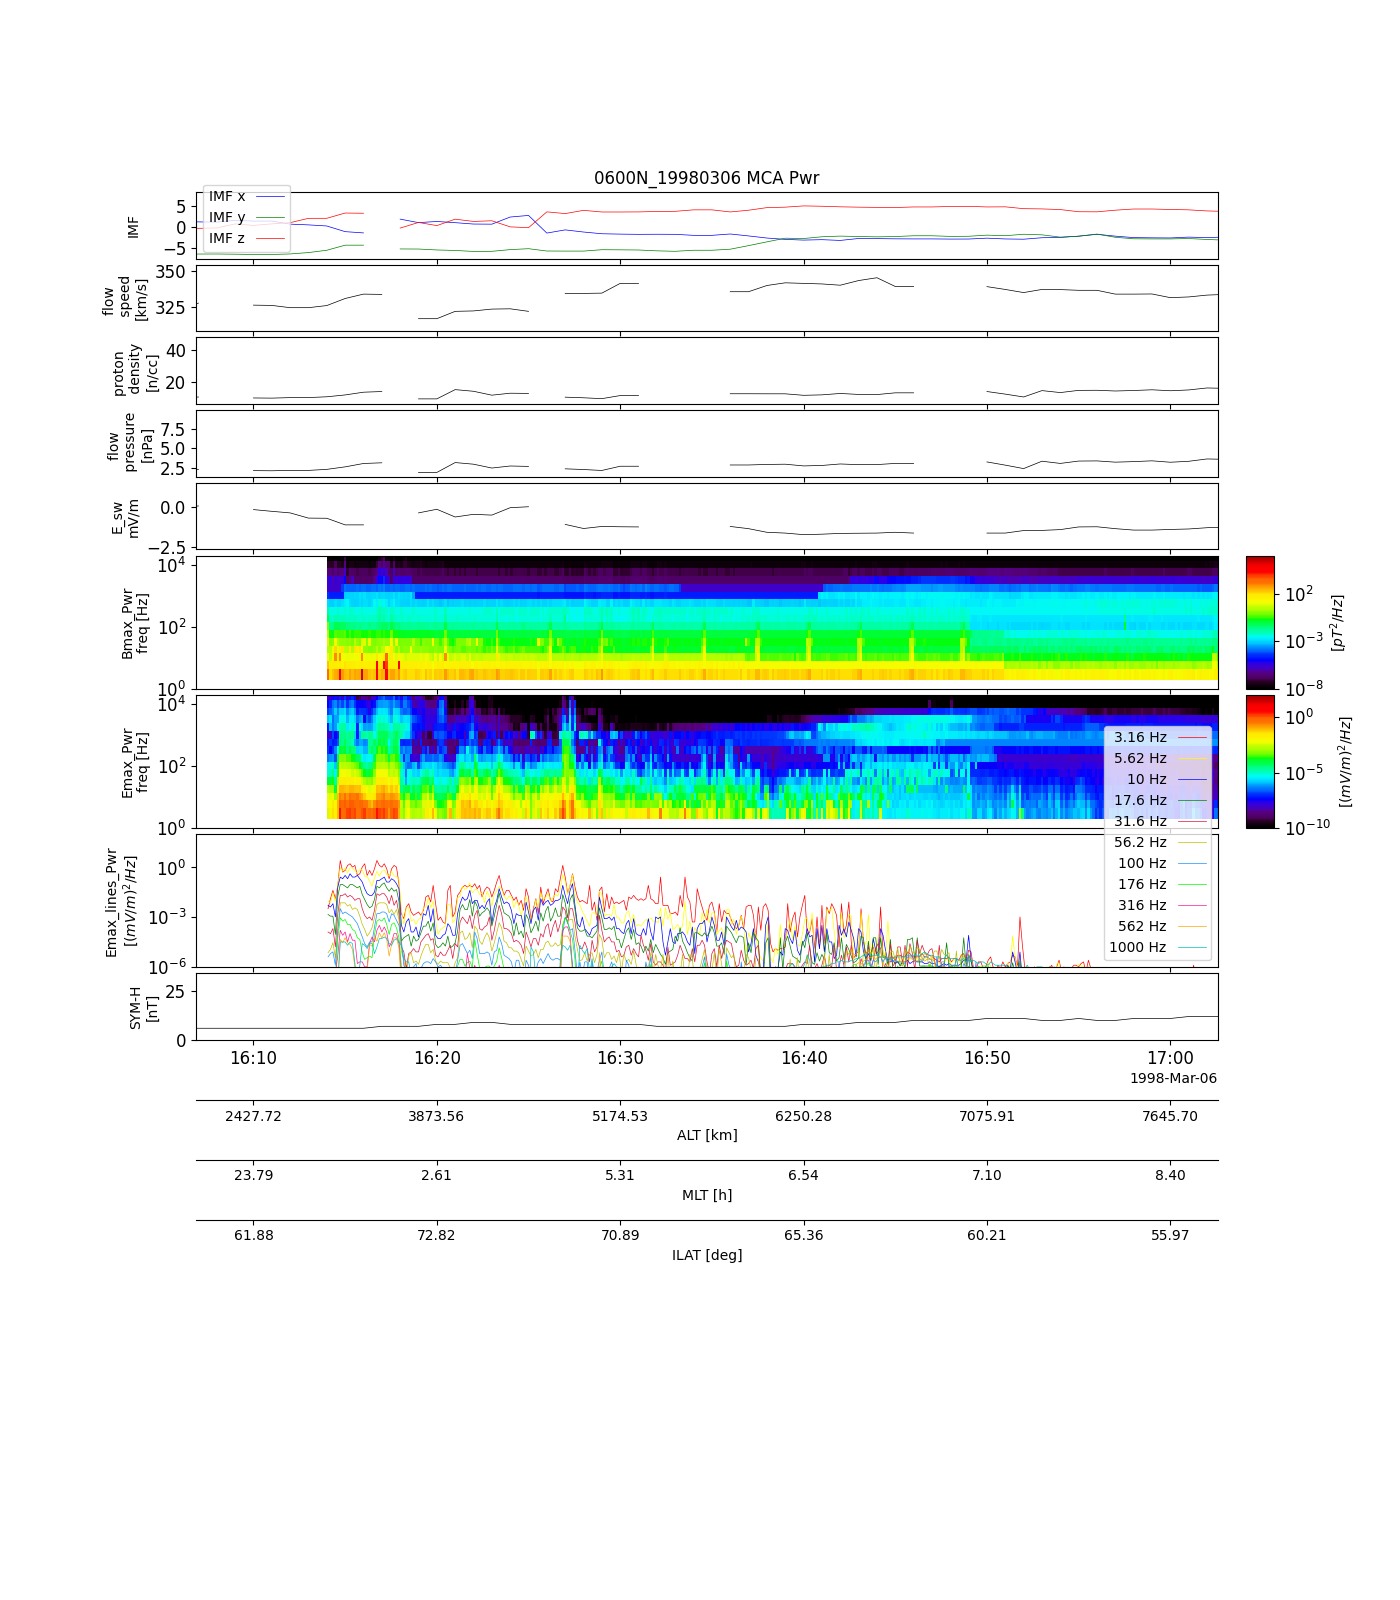 0600N_19980306 MCA Pwr
IMF
5
0
−5
IMF x
IMF y
IMF z
flow
speed
[km/s]
350
325
proton
density
[n/cc]
40
20
flow
pressure
[nPa]
7.5
5.0
2.5
E_sw
mV/m
0.0
−2.5
Bmax_Pwr
freq [Hz]
10^4
10^2
10^0
10^2
10^−3
10^−8
[pT^2/Hz]
Emax_Pwr
freq [Hz]
10^4
10^2
10^0
10^0
10^−5
10^−10
[(mV/m)^2/Hz]
3.16 Hz
5.62 Hz
10 Hz
17.6 Hz
31.6 Hz
56.2 Hz
100 Hz
176 Hz
316 Hz
562 Hz
1000 Hz
Emax_lines_Pwr
[(mV/m)^2/Hz]
10^0
10^−3
10^−6
SYM-H
[nT]
25
0
16:10 16:20 16:30 16:40 16:50 17:00
1998-Mar-06
2427.72 3873.56 5174.53 6250.28 7075.91 7645.70
ALT [km]
23.79 2.61 5.31 6.54 7.10 8.40
MLT [h]
61.88 72.82 70.89 65.36 60.21 55.97
ILAT [deg]